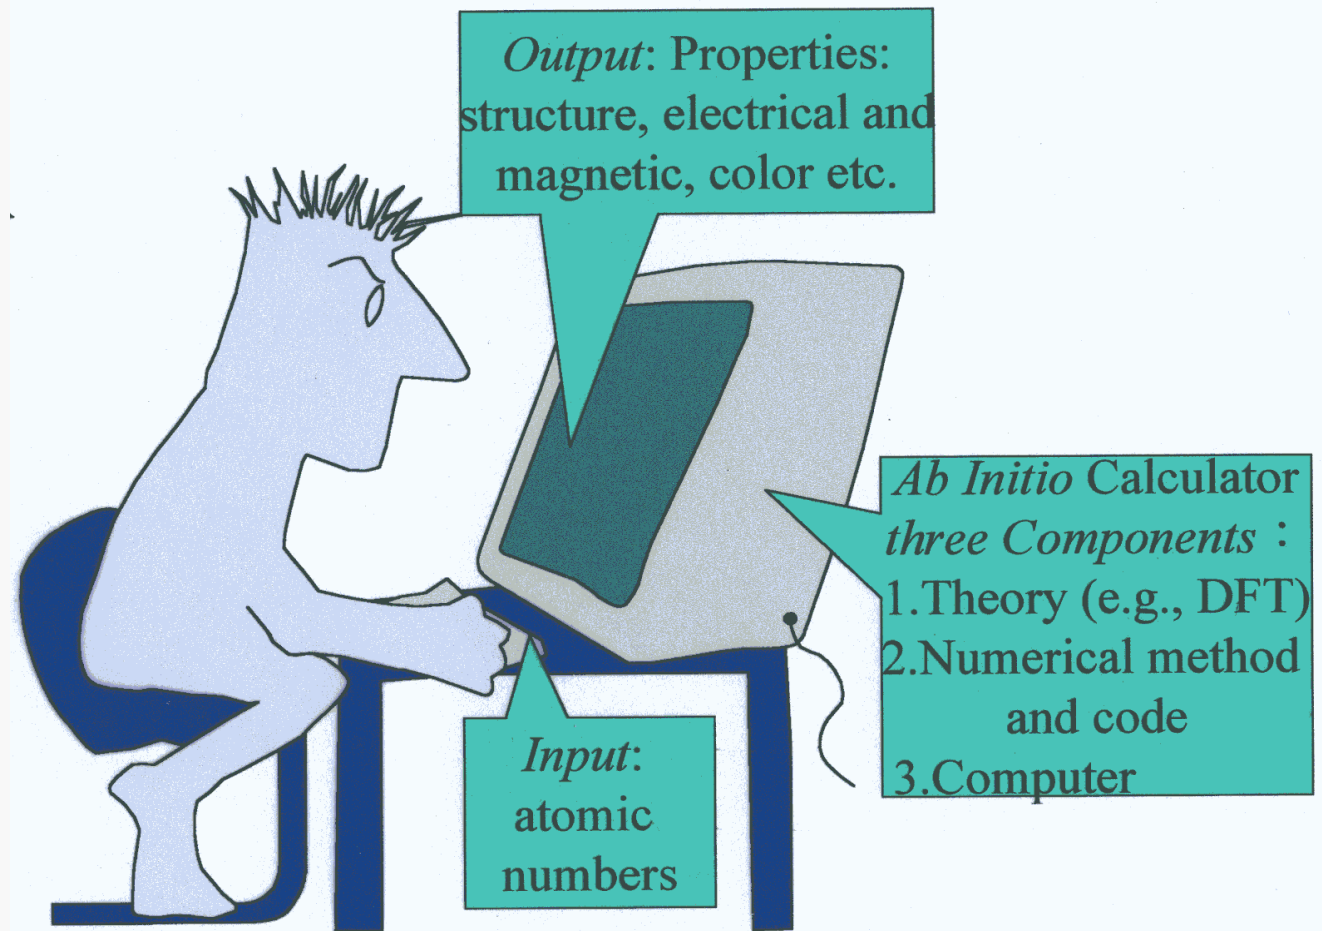 Output: Properties:
structure, electrical and
magnetic, color etc.
Ab Initio Calculator
three Components：
1.Theory (e.g., DFT)
2.Numerical method
and code
3.Computer
Input:
atomic
numbers